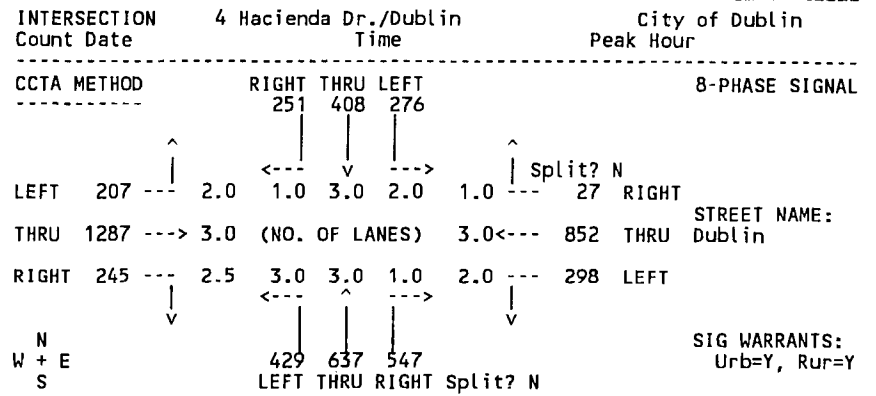 INTERSECTION 4 Hacienda Dr./Dublin City of Dublin
Count Date Time Peak Hour
CCTA METHOD RIGHT THRU LEFT 8-PHASE SIGNAL
251 408 276
Split? N
LEFT 207 --- 2.0 1.0 3.0 2.0 1.0 --- 27 RIGHT
STREET NAME:
THRU 1287 ---> 3.0 (NO. OF LANES) 3.0<--- 852 THRU Dublin
RIGHT 245 --- 2.5 3.0 3.0 1.0 2.0 --- 298 LEFT
N SIG WARRANTS:
W + E 429 637 547 Urb=Y, Rur=Y
S LEFT THRU RIGHT Split? N